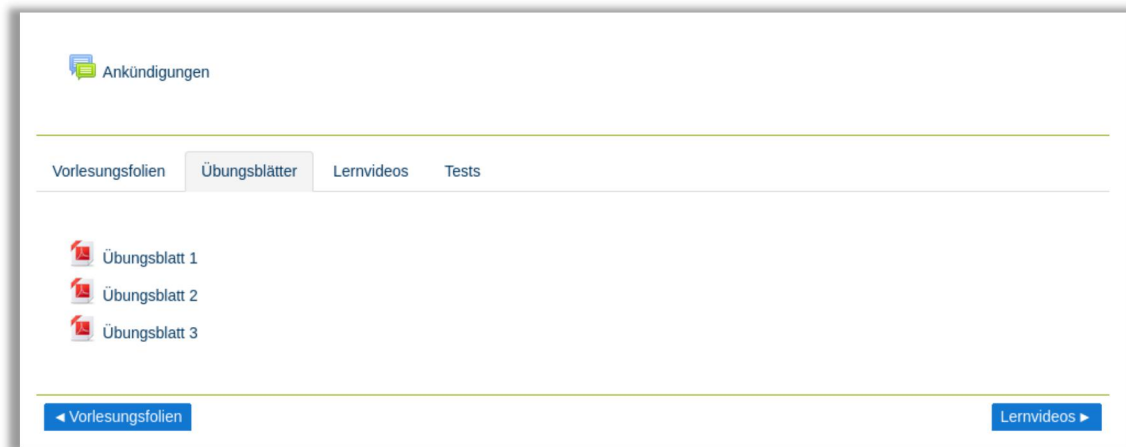 Ankündigungen
Vorlesungsfolien Übungsblätter Lernvideos Tests
Übungsblatt 1
Übungsblatt 2
Übungsblatt 3
◄ Vorlesungsfolien Lernvideos ►